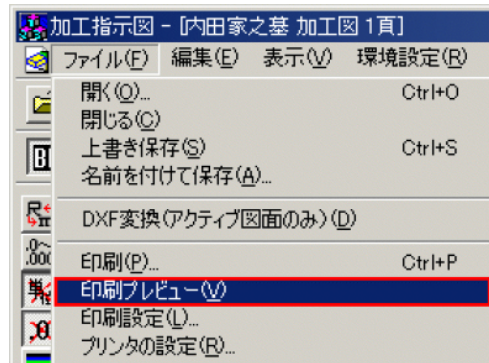 加工指示図 - [内田家之墓 加工図 1頁]
ファイル(F) 編集(E) 表示(V) 環境設定(R)
開く(O)... Ctrl+O
閉じる(C)
上書き保存(S) Ctrl+S
名前を付けて保存(A)...
DXF変換(アクティブ図面のみ)(D)
印刷(P)... Ctrl+P
印刷プレビュー(V)
印刷設定(L)...
プリンタの設定(R)...